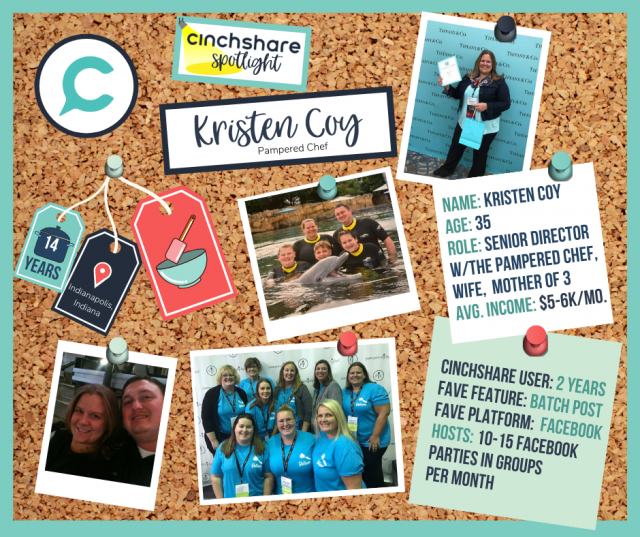 cinchshare
spotlight
Kristen Coy
Pampered Chef
TIFFANY & CO.
NAME: KRISTEN COY
AGE: 35
ROLE: SENIOR DIRECTOR
W/THE PAMPERED CHEF,
WIFE, MOTHER OF 3
AVG. INCOME: $5-6K/MO.
14
YEARS
Indianapolis,
Indiana
CINCHSHARE USER: 2 YEARS
FAVE FEATURE: BATCH POST
FAVE PLATFORM: FACEBOOK
HOSTS: 10-15 FACEBOOK
PARTIES IN GROUPS
PER MONTH